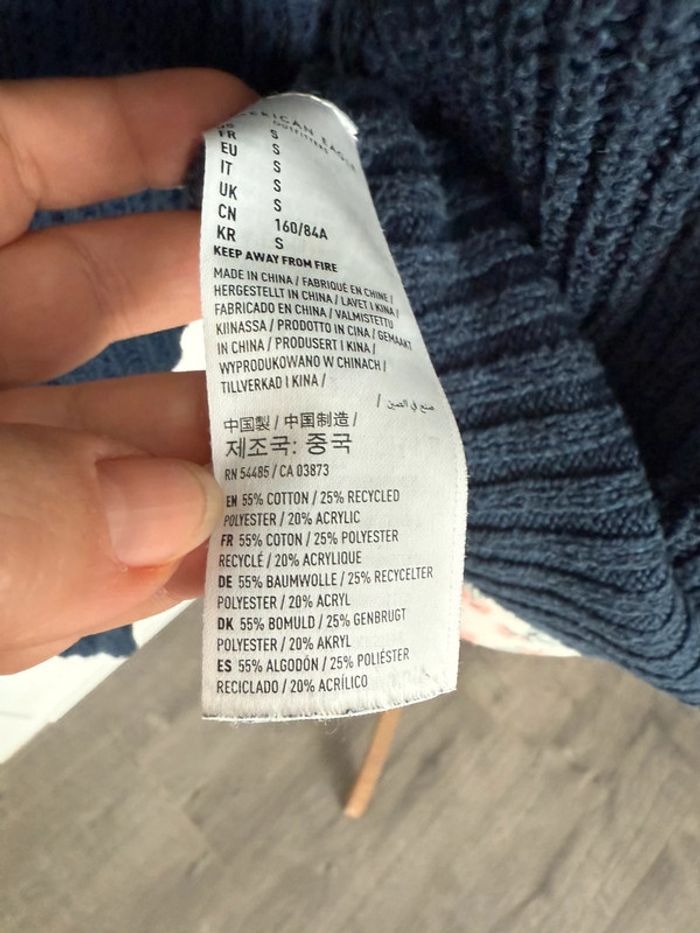 AMERICAN EAGLE
OUTFITTERS
FR S
EU S
IT S
UK S
CN 160/84A
KR S
KEEP AWAY FROM FIRE
MADE IN CHINA / FABRIQUÉ EN CHINE /
HERGESTELLT IN CHINA / LAVET I KINA /
FABRICADO EN CHINA / VALMISTETTU
KIINASSA / PRODOTTO IN CINA / GEMAAKT
IN CHINA / PRODUSERT I KINA /
WYPRODUKOWANO W CHINACH /
TILLVERKAD I KINA /
صنع في الصين /
中国製 / 中国制造 /
제조국: 중국
RN 54485 / CA 03873
EN 55% COTTON / 25% RECYCLED
POLYESTER / 20% ACRYLIC
FR 55% COTON / 25% POLYESTER
RECYCLÉ / 20% ACRYLIQUE
DE 55% BAUMWOLLE / 25% RECYCELTER
POLYESTER / 20% ACRYL
DK 55% BOMULD / 25% GENBRUGT
POLYESTER / 20% AKRYL
ES 55% ALGODÓN / 25% POLIÉSTER
RECICLADO / 20% ACRÍLICO